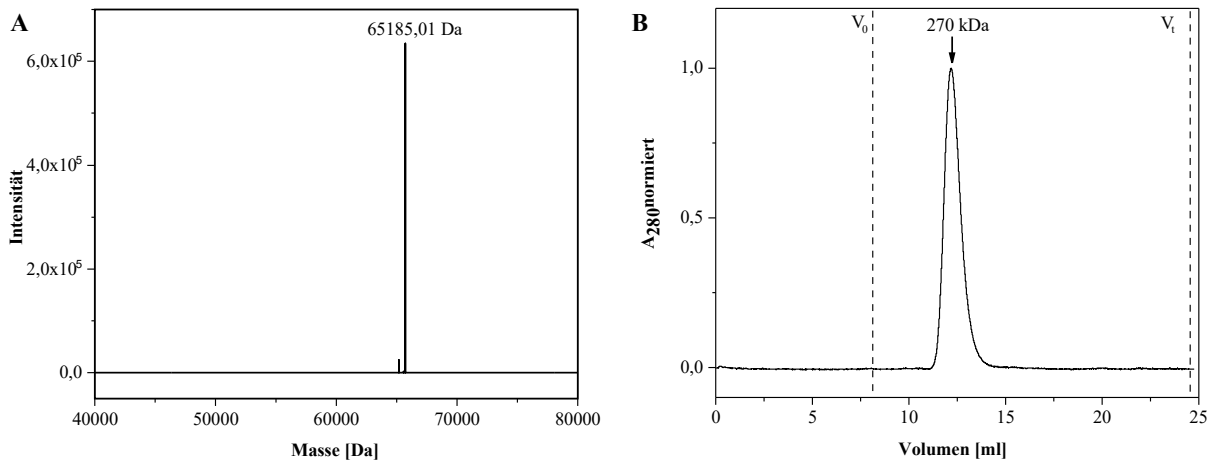 A
65185,01 Da
6,0x10⁵
4,0x10⁵
2,0x10⁵
0,0
Intensität
40000 50000 60000 70000 80000
Masse [Da]
B
V₀ 270 kDa Vₜ
1,0
0,5
0,0
A₂₈₀normiert
0 5 10 15 20 25
Volumen [ml]